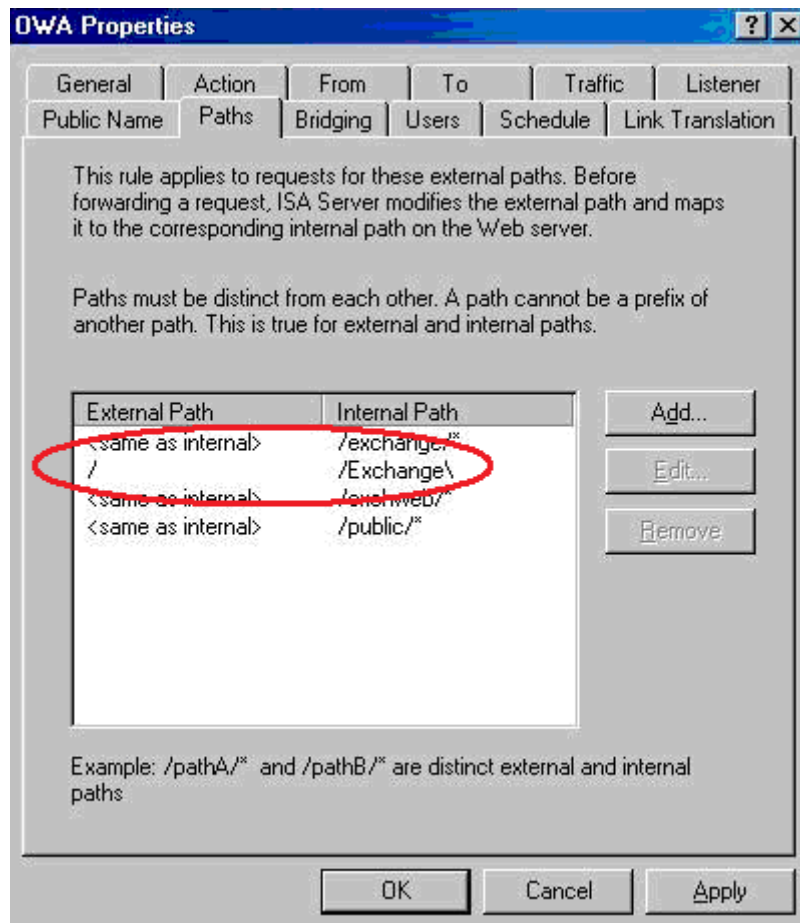 OWA Properties
? X
General Action From To Traffic Listener
Public Name Paths Bridging Users Schedule Link Translation
This rule applies to requests for these external paths. Before
forwarding a request, ISA Server modifies the external path and maps
it to the corresponding internal path on the Web server.
Paths must be distinct from each other. A path cannot be a prefix of
another path. This is true for external and internal paths.
External Path Internal Path
<same as internal> /exchange/*
/ /Exchange\
<same as internal> /exchweb/*
<same as internal> /public/*
Add...
Edit...
Remove
Example: /pathA/* and /pathB/* are distinct external and internal
paths
OK Cancel Apply